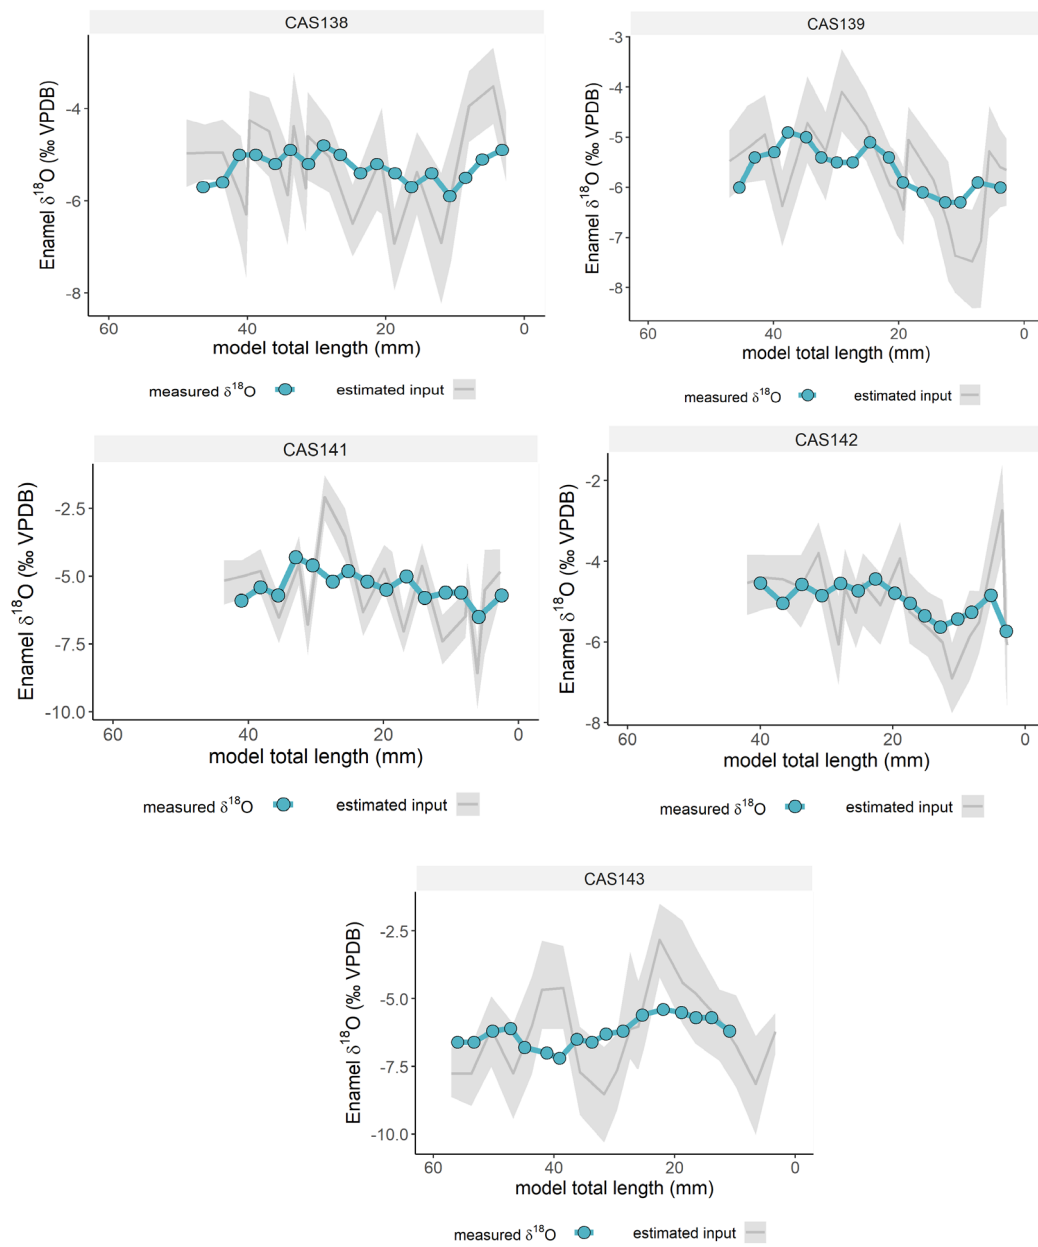 CAS138
Enamel δ¹⁸O (‰ VPDB)
-4
-6
-8
60 40 20 0
model total length (mm)
measured δ¹⁸O estimated input
CAS139
Enamel δ¹⁸O (‰ VPDB)
-3
-4
-5
-6
-7
-8
60 40 20 0
model total length (mm)
measured δ¹⁸O estimated input
CAS141
Enamel δ¹⁸O (‰ VPDB)
-2.5
-5.0
-7.5
-10.0
60 40 20 0
model total length (mm)
measured δ¹⁸O estimated input
CAS142
Enamel δ¹⁸O (‰ VPDB)
-2
-4
-6
-8
60 40 20 0
model total length (mm)
measured δ¹⁸O estimated input
CAS143
Enamel δ¹⁸O (‰ VPDB)
-2.5
-5.0
-7.5
-10.0
60 40 20 0
model total length (mm)
measured δ¹⁸O estimated input